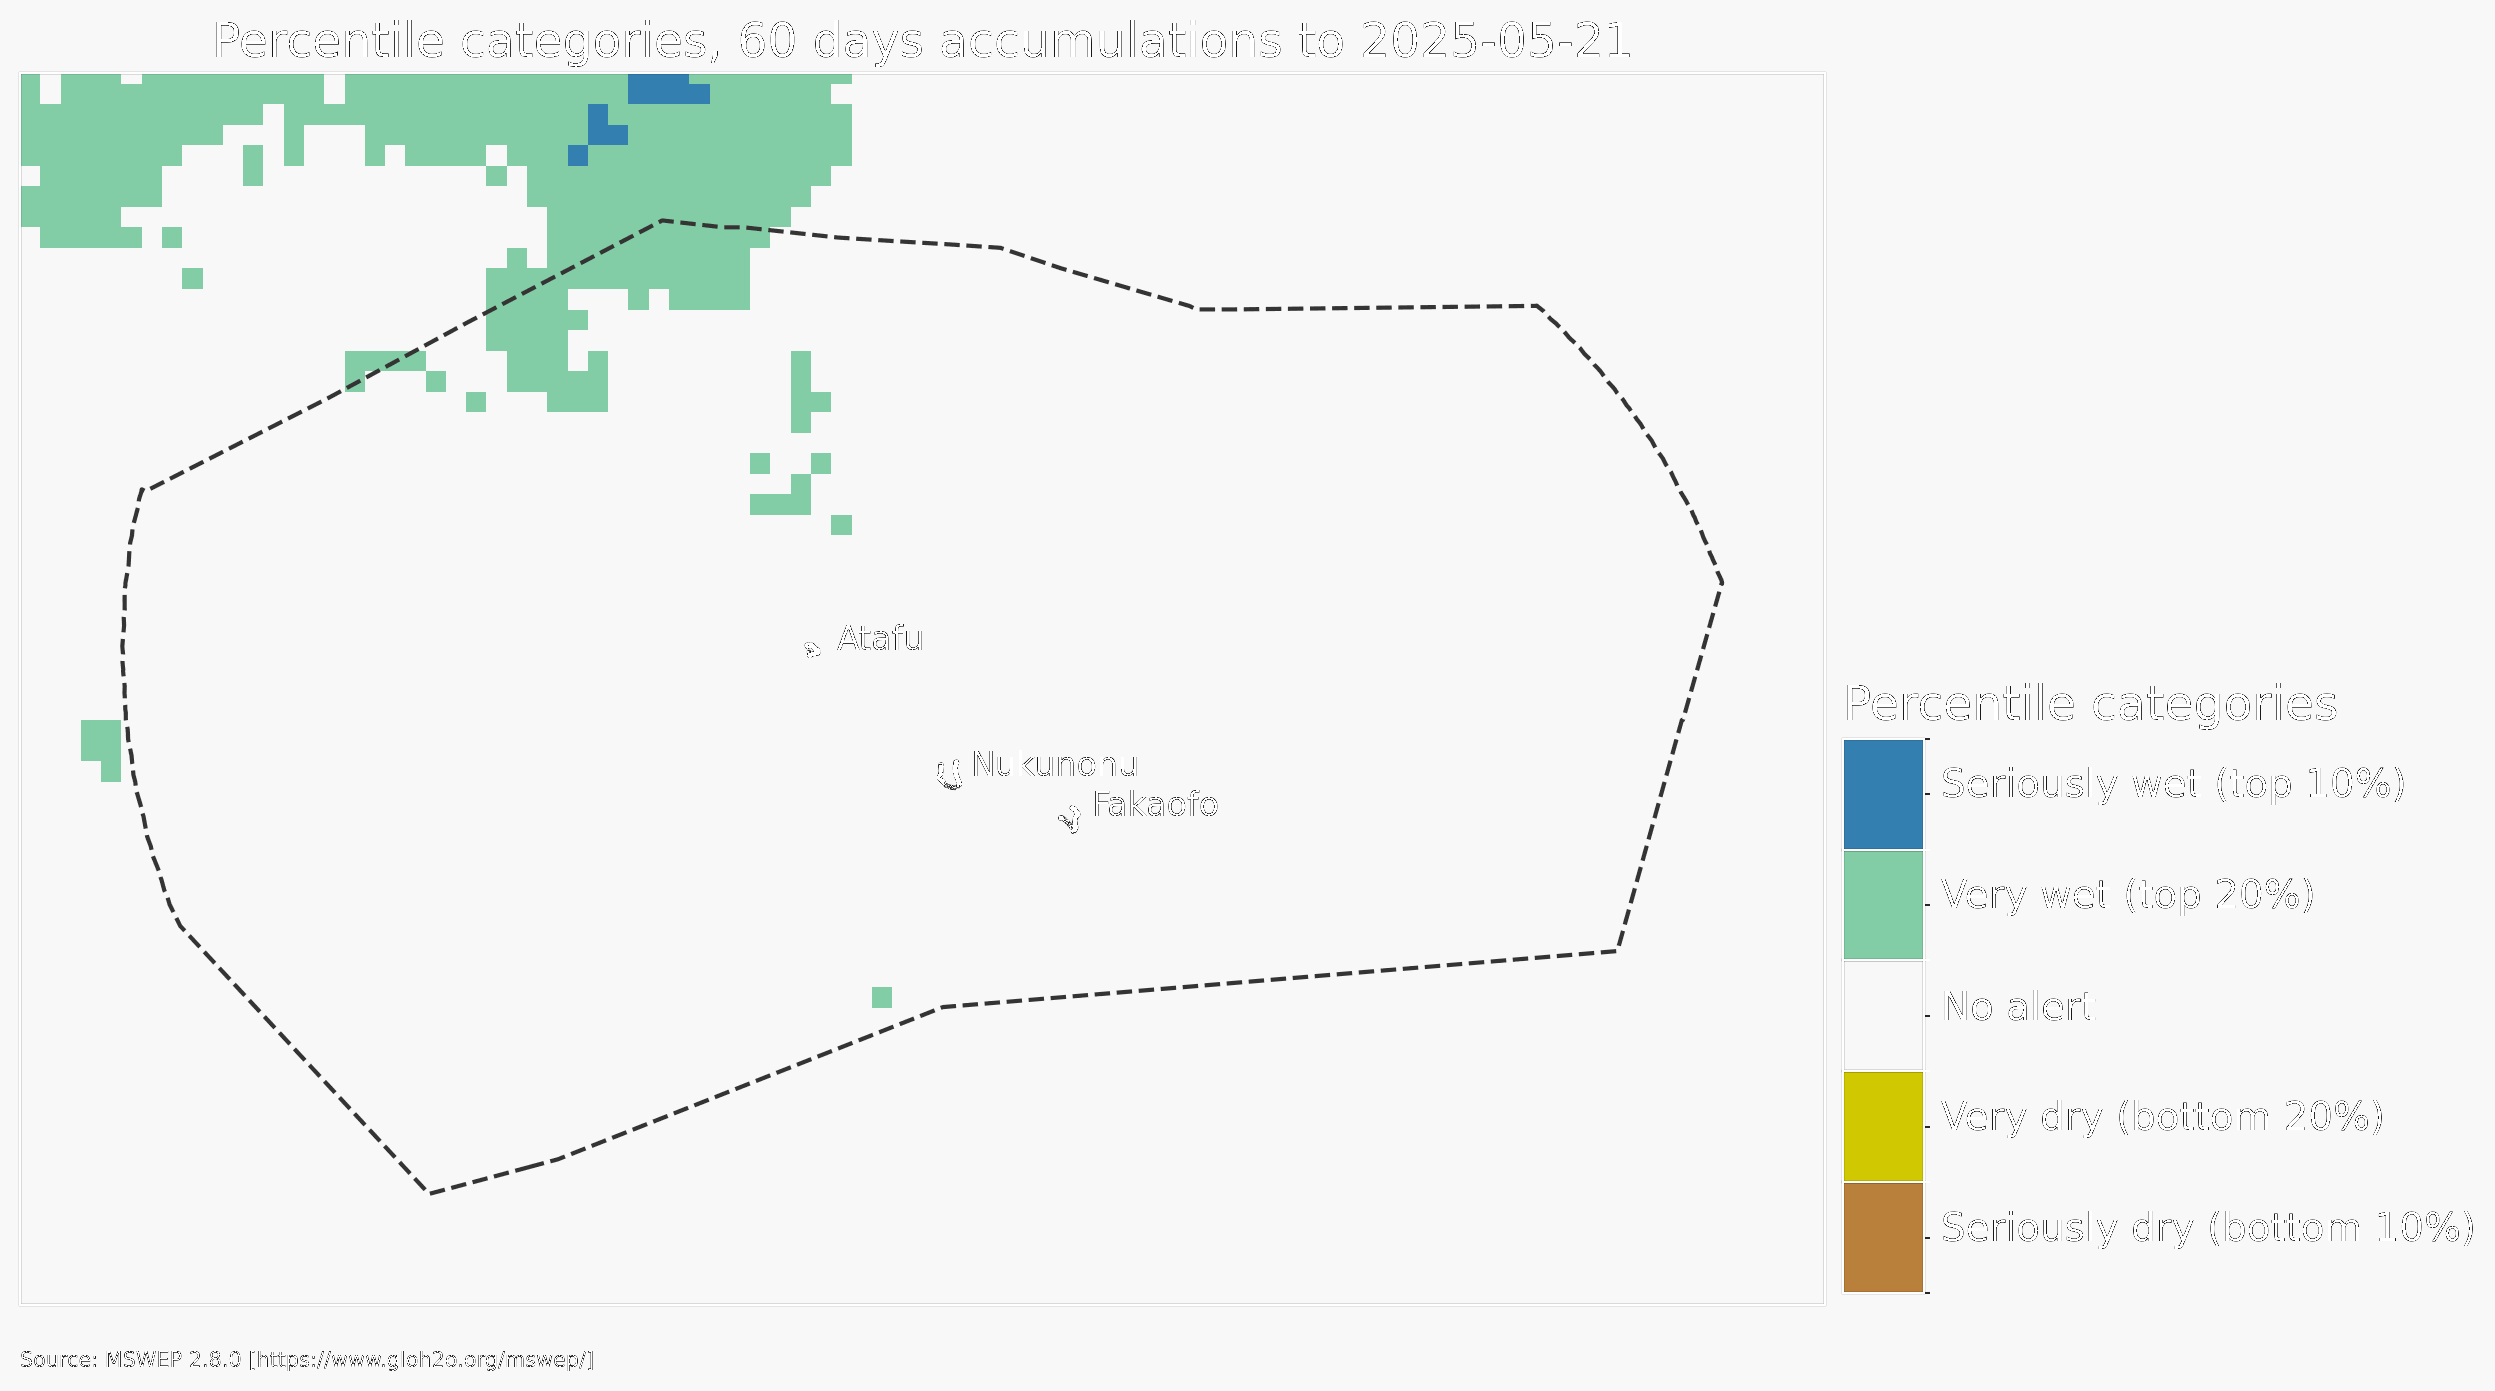 Percentile categories, 60 days accumulations to 2025-05-21
Atafu
Nukunonu
Fakaofo
Percentile categories
Seriously wet (top 10%)
Very wet (top 20%)
No alert
Very dry (bottom 20%)
Seriously dry (bottom 10%)
Source: MSWEP 2.8.0 [https://www.gloh2o.org/mswep/]